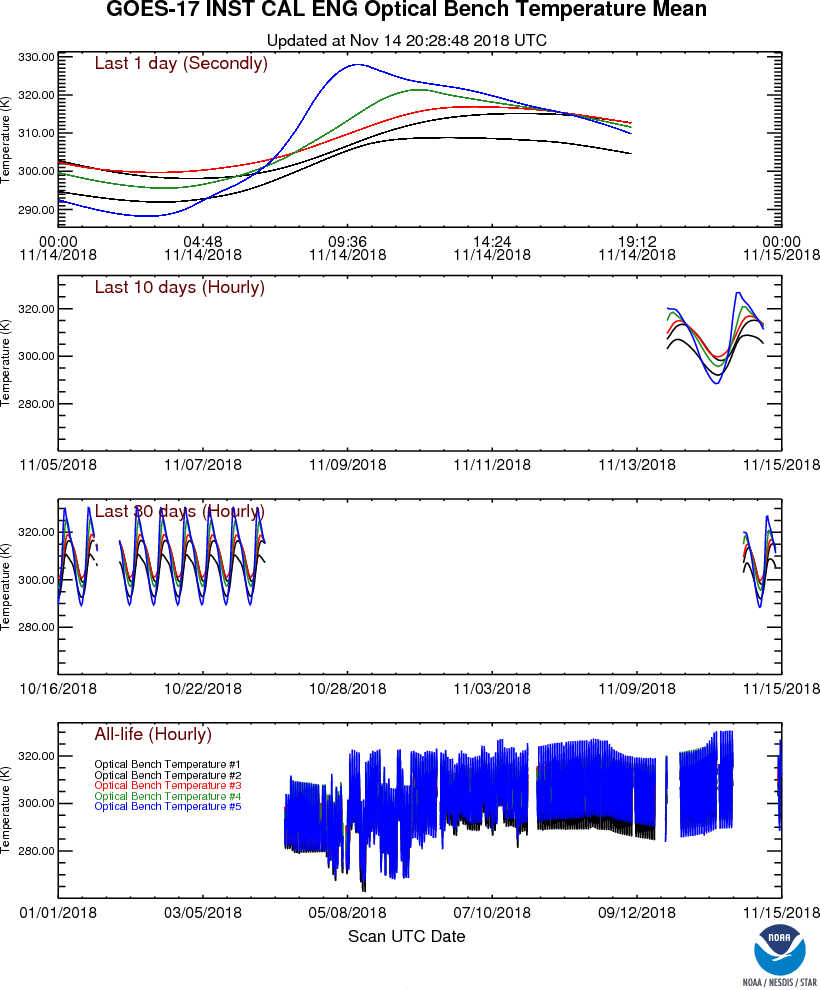 GOES-17 INST CAL ENG Optical Bench Temperature Mean
Updated at Nov 14 20:28:48 2018 UTC
Last 1 day (Secondly)
Temperature (K)
330.00
320.00
310.00
300.00
290.00
00:00 04:48 09:36 14:24 19:12 00:00
11/14/2018 11/14/2018 11/14/2018 11/14/2018 11/14/2018 11/15/2018
Last 10 days (Hourly)
Temperature (K)
320.00
300.00
280.00
11/05/2018 11/07/2018 11/09/2018 11/11/2018 11/13/2018 11/15/2018
Last 30 days (Hourly)
Temperature (K)
320.00
300.00
280.00
10/16/2018 10/22/2018 10/28/2018 11/03/2018 11/09/2018 11/15/2018
All-life (Hourly)
Temperature (K)
320.00
300.00
280.00
Optical Bench Temperature #1
Optical Bench Temperature #2
Optical Bench Temperature #3
Optical Bench Temperature #4
Optical Bench Temperature #5
01/01/2018 03/05/2018 05/08/2018 07/10/2018 09/12/2018 11/15/2018
Scan UTC Date
NOAA
NOAA / NESDIS / STAR